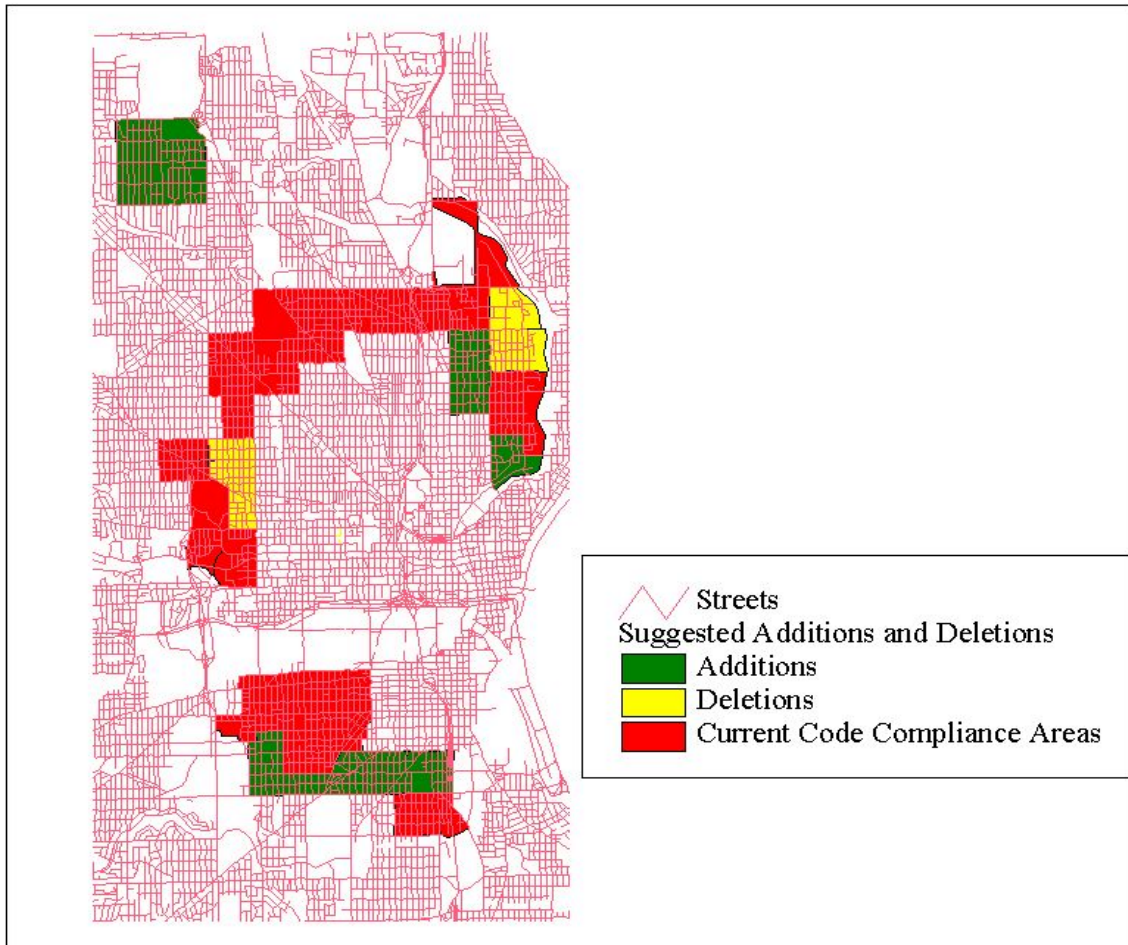 Streets
Suggested Additions and Deletions
Additions
Deletions
Current Code Compliance Areas